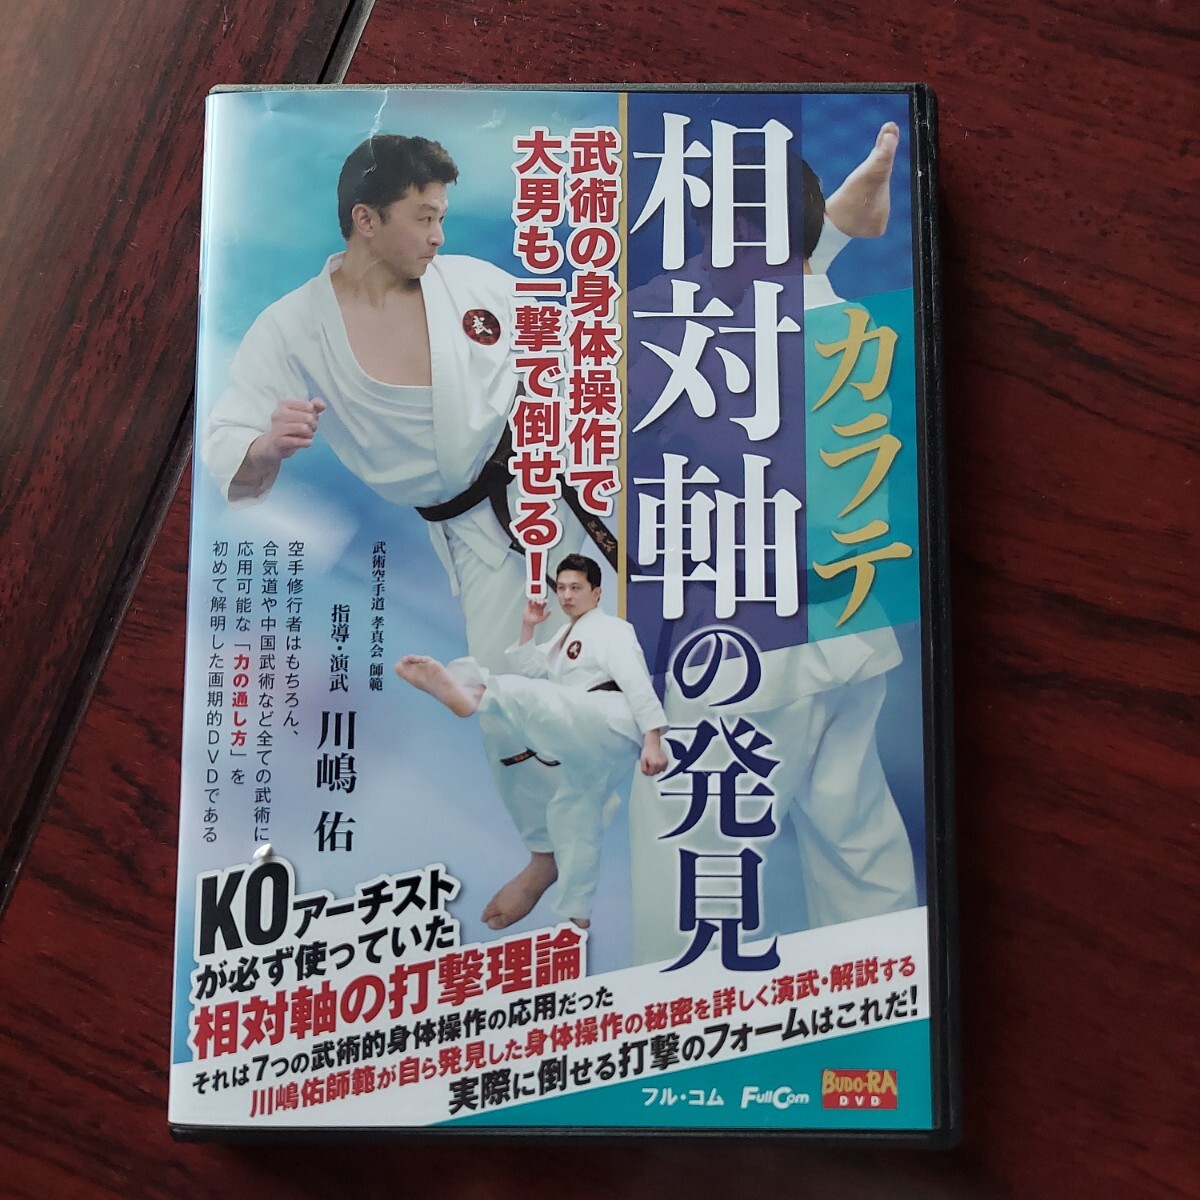 カラテ
相対軸の発見
武術の身体操作で
大男も一撃で倒せる！
武
武術空手道 孝真会 師範
指導・演武 川嶋 佑
空手修行者はもちろん、
合気道や中国武術など全ての武術に
応用可能な「力の通し方」を
初めて解明した画期的DVDである
KOアーチスト
が必ず使っていた
相対軸の打撃理論
それは7つの武術的身体操作の応用だった
川嶋佑師範が自ら発見した身体操作の秘密を詳しく演武・解説する
実際に倒せる打撃のフォームはこれだ！
フル・コム FullCom BUDO-RA
DVD